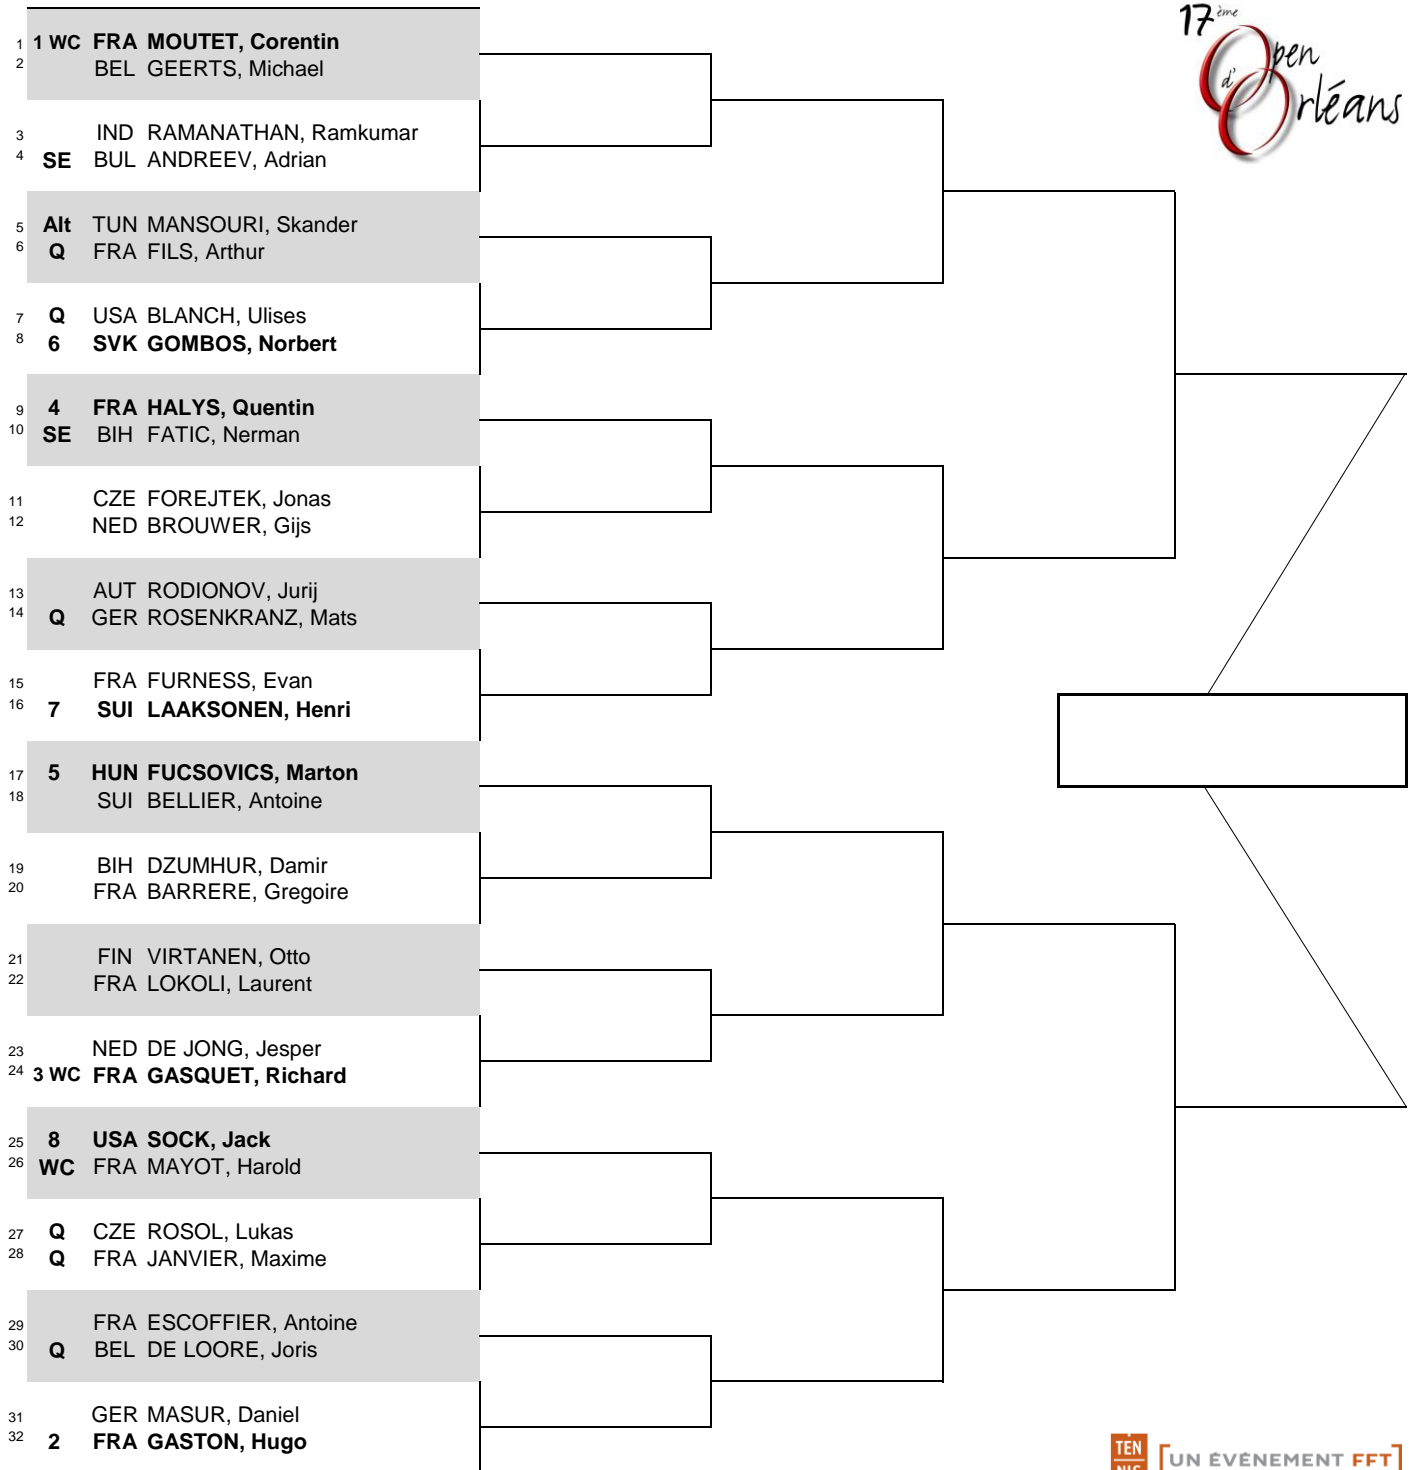 17ème
Open
d'
Orléans
1 1 WC FRA MOUTET, Corentin
2 BEL GEERTS, Michael
3 IND RAMANATHAN, Ramkumar
4 SE BUL ANDREEV, Adrian
5 Alt TUN MANSOURI, Skander
6 Q FRA FILS, Arthur
7 Q USA BLANCH, Ulises
8 6 SVK GOMBOS, Norbert
9 4 FRA HALYS, Quentin
10 SE BIH FATIC, Nerman
11 CZE FOREJTEK, Jonas
12 NED BROUWER, Gijs
13 AUT RODIONOV, Jurij
14 Q GER ROSENKRANZ, Mats
15 FRA FURNESS, Evan
16 7 SUI LAAKSONEN, Henri
17 5 HUN FUCSOVICS, Marton
18 SUI BELLIER, Antoine
19 BIH DZUMHUR, Damir
20 FRA BARRERE, Gregoire
21 FIN VIRTANEN, Otto
22 FRA LOKOLI, Laurent
23 NED DE JONG, Jesper
24 3 WC FRA GASQUET, Richard
25 8 USA SOCK, Jack
26 WC FRA MAYOT, Harold
27 Q CZE ROSOL, Lukas
28 Q FRA JANVIER, Maxime
29 FRA ESCOFFIER, Antoine
30 Q BEL DE LOORE, Joris
31 GER MASUR, Daniel
32 2 FRA GASTON, Hugo
TEN
NIS
[UN ÉVÉNEMENT FFT]